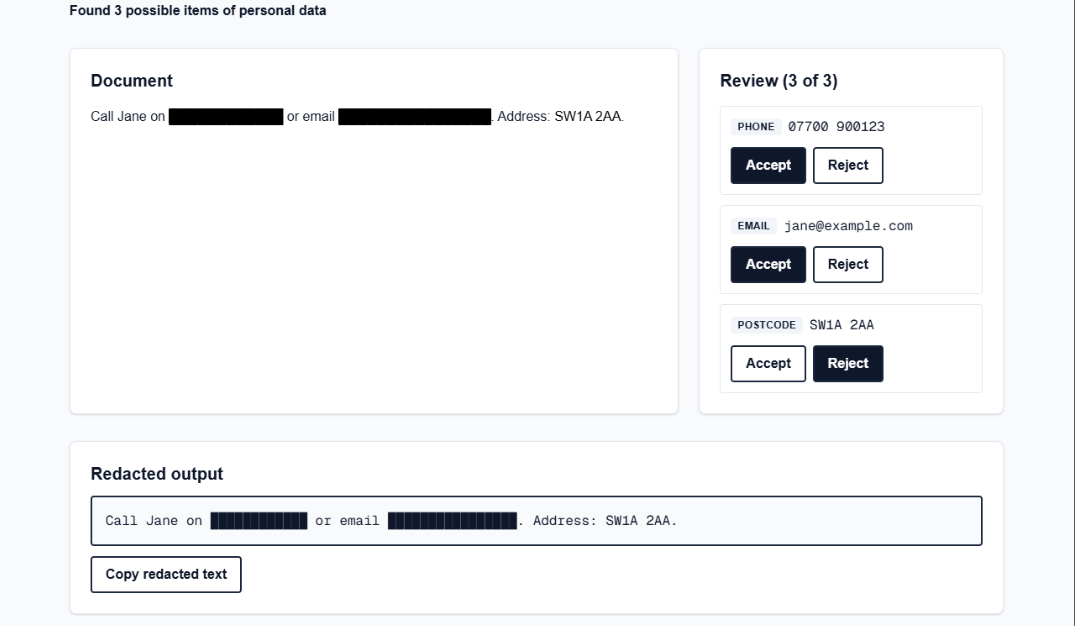 Found 3 possible items of personal data
Document
Call Jane on ████████████ or email ████████████████. Address: SW1A 2AA.
Review (3 of 3)
PHONE 07700 900123
Accept Reject
EMAIL jane@example.com
Accept Reject
POSTCODE SW1A 2AA
Accept Reject
Redacted output
Call Jane on ████████████ or email ████████████████. Address: SW1A 2AA.
Copy redacted text